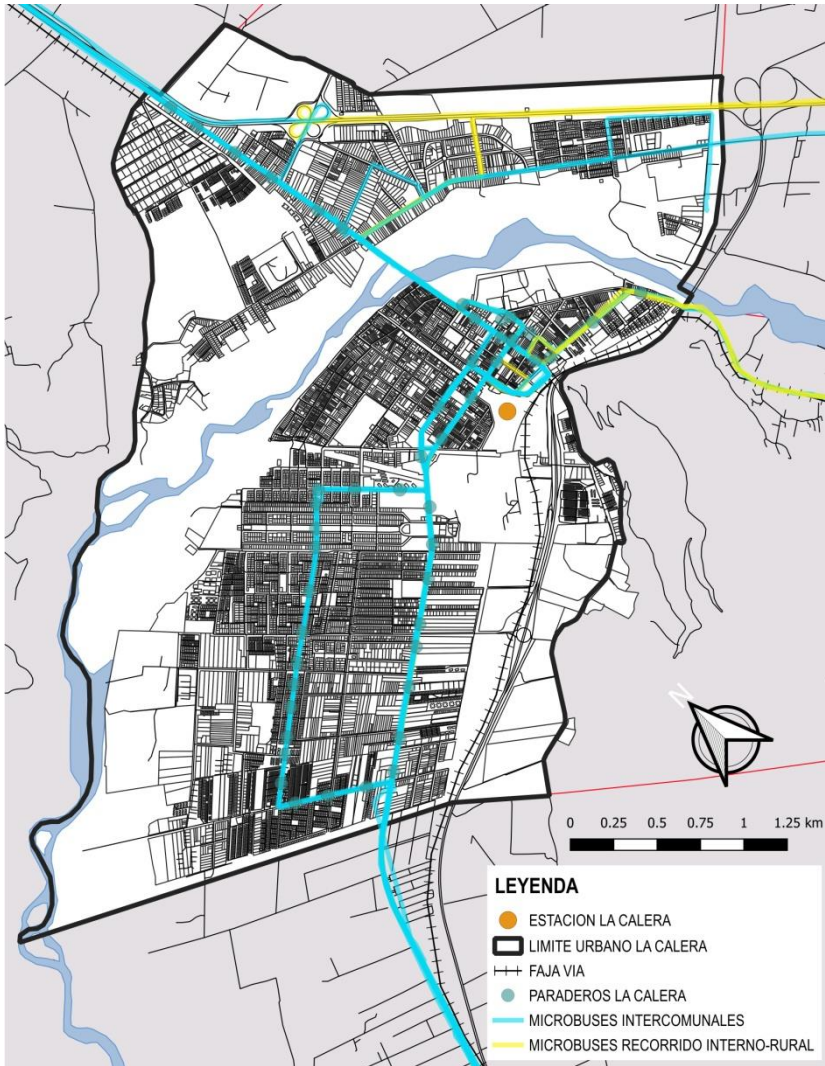 N
0 0.25 0.5 0.75 1 1.25 km
LEYENDA
ESTACION LA CALERA
LIMITE URBANO LA CALERA
FAJA VIA
PARADEROS LA CALERA
MICROBUSES INTERCOMUNALES
MICROBUSES RECORRIDO INTERNO-RURAL